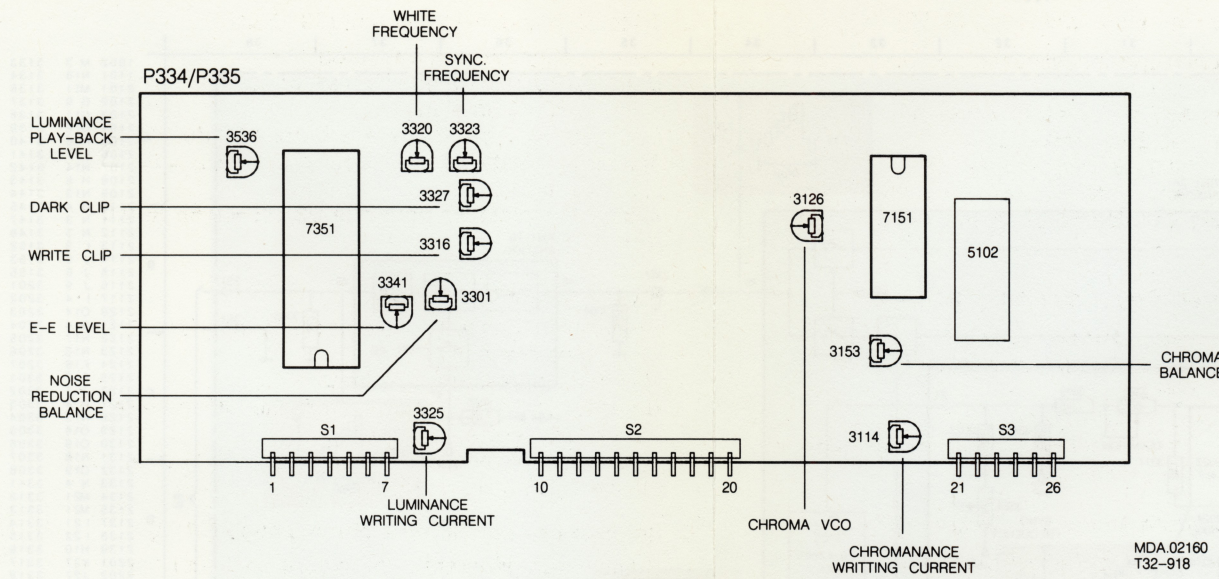 WHITE
FREQUENCY
SYNC.
FREQUENCY
P334/P335
LUMINANCE
PLAY-BACK
LEVEL
3536
3320
3323
DARK CLIP
3327
7351
WRITE CLIP
3316
3341
3301
E-E LEVEL
NOISE
REDUCTION
BALANCE
3325
S1
1
7
LUMINANCE
WRITING CURRENT
S2
10
20
3126
7151
5102
3153
CHROMA
BALANCE
3114
S3
21
26
CHROMA VCO
CHROMANANCE
WRITTING CURRENT
MDA.02160
T32-918